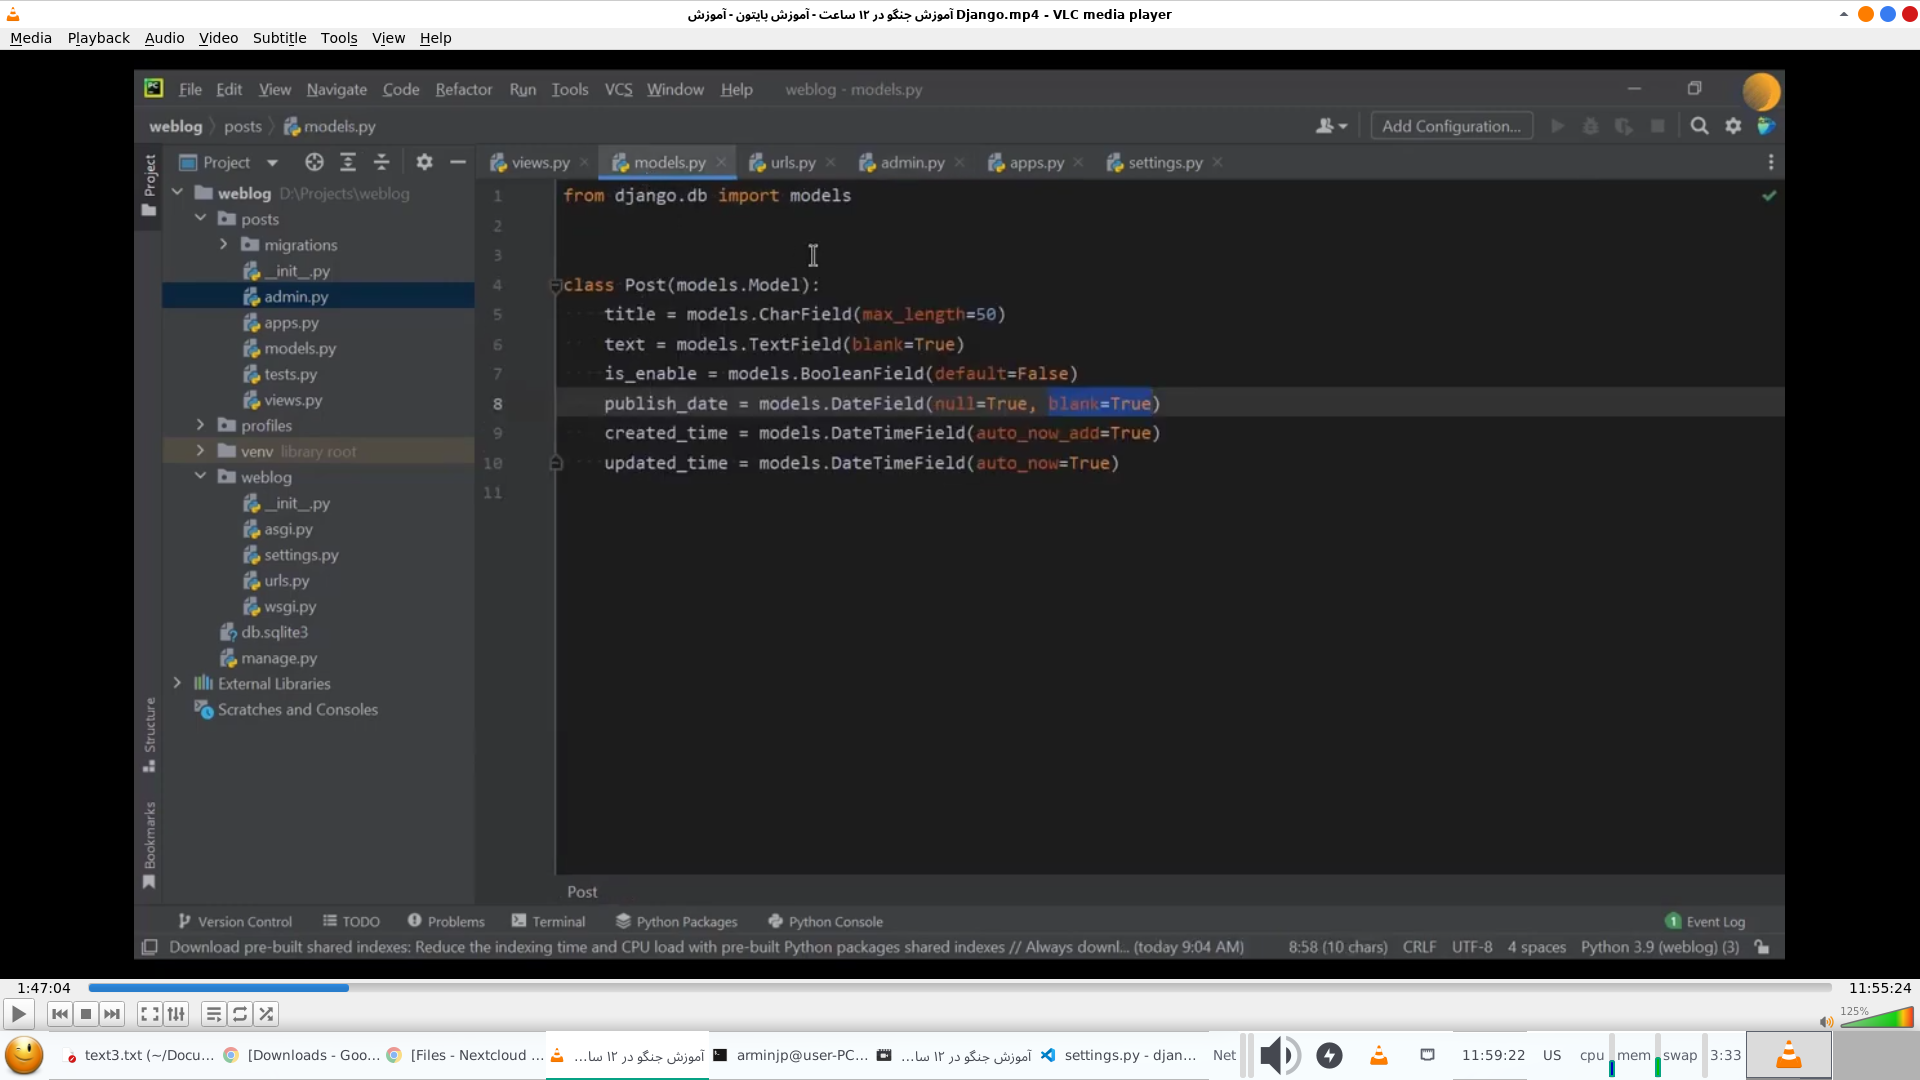 آموزش جنگو در ۱۲ ساعت - آموزش پایتون - آموزش Django.mp4 - VLC media player
Media Playback Audio Video Subtitle Tools View Help
File Edit View Navigate Code Refactor Run Tools VCS Window Help weblog - models.py
weblog posts models.py
Add Configuration...
Project
Project
views.py models.py urls.py admin.py apps.py settings.py
weblog D:\Projects\weblog
posts
migrations
__init__.py
admin.py
apps.py
models.py
tests.py
views.py
profiles
venv library root
weblog
__init__.py
asgi.py
settings.py
urls.py
wsgi.py
db.sqlite3
manage.py
External Libraries
Scratches and Consoles
Structure
Bookmarks
1 from django.db import models
2
3
4 class Post(models.Model):
5 title = models.CharField(max_length=50)
6 text = models.TextField(blank=True)
7 is_enable = models.BooleanField(default=False)
8 publish_date = models.DateField(null=True, blank=True)
9 created_time = models.DateTimeField(auto_now_add=True)
10 updated_time = models.DateTimeField(auto_now=True)
11
Post
Version Control TODO Problems Terminal Python Packages Python Console 1 Event Log
Download pre-built shared indexes: Reduce the indexing time and CPU load with pre-built Python packages shared indexes // Always downl... (today 9:04 AM) 8:58 (10 chars) CRLF UTF-8 4 spaces Python 3.9 (weblog) (3)
1:47:04 11:55:24
125%
text3.txt (~/Docu... [Downloads - Goo... [Files - Nextcloud ... آموزش جنگو در ۱۲ سا... arminjp@user-PC... آموزش جنگو در ۱۲ سا... settings.py - djan... Net 11:59:22 US cpu mem swap 3:33